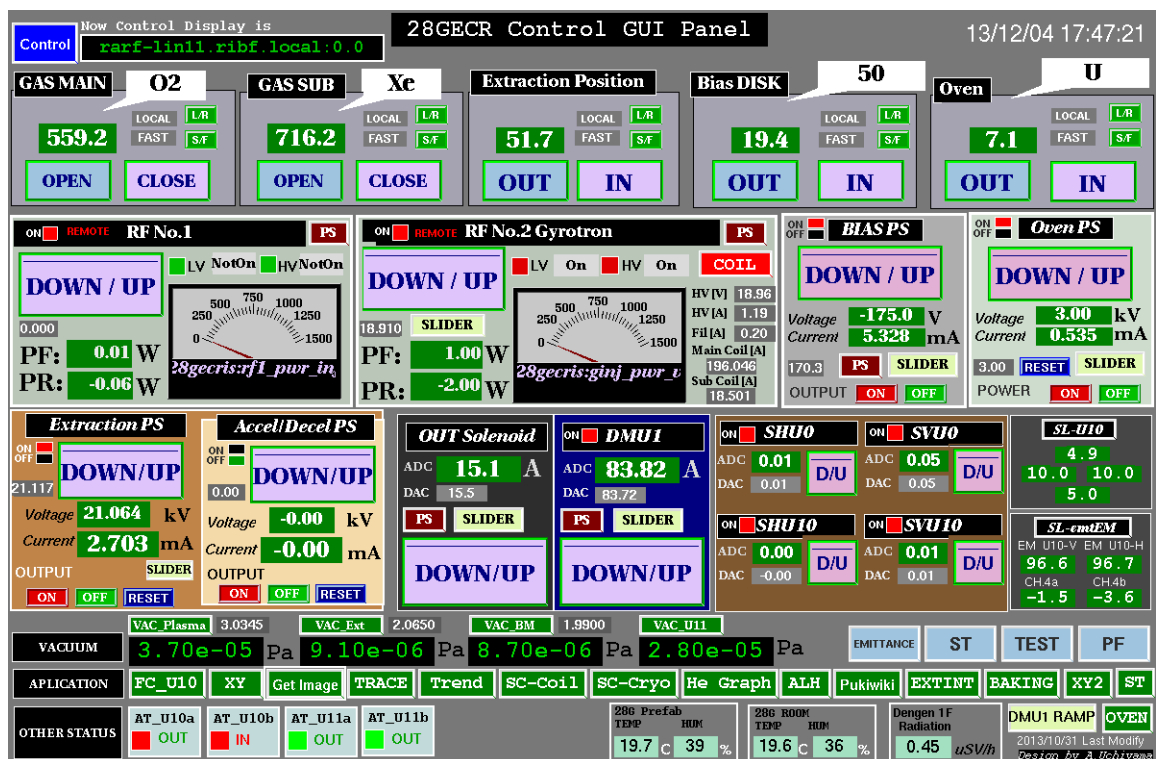 Now Control Display is
28GECR Control GUI Panel
13/12/04 17:47:21
Control
rarf-lin11.ribf.local:0.0
GAS MAIN O2
559.2 LOCAL L/R
FAST S/F
OPEN CLOSE
GAS SUB Xe
716.2 LOCAL L/R
FAST S/F
OPEN CLOSE
Extraction Position
51.7 LOCAL L/R
FAST S/F
OUT IN
Bias DISK 50
19.4 LOCAL L/R
FAST S/F
OUT IN
Oven U
7.1 LOCAL L/R
FAST S/F
OUT IN
ON REMOTE RF No.1 PS
DOWN / UP
LV NotOn HV NotOn
0 250 500 750 1000 1250 1500
0.000
PF: 0.01 W
PR: -0.06 W
28gecris:rf1_pwr_in
ON REMOTE RF No.2 Gyrotron PS
DOWN / UP
LV On HV On COIL
0 250 500 750 1000 1250 1500
18.910 SLIDER
PF: 1.00 W
PR: -2.00 W
28gecris:ginj_pwr_
HV [V] 18.96
HV [A] 1.19
Fil [A] 0.20
Main Coil [A]
196.046
Sub Coil [A]
18.501
ON
OFF
BIAS PS
DOWN / UP
Voltage -175.0 V
Current 5.328 mA
170.3 PS SLIDER
OUTPUT ON OFF
ON
OFF
Oven PS
DOWN / UP
Voltage 3.00 kV
Current 0.535 mA
3.00 RESET SLIDER
POWER ON OFF
Extraction PS
ON
OFF
DOWN/UP
21.117
Voltage 21.064 kV
Current 2.703 mA
OUTPUT SLIDER
ON OFF RESET
Accel/Decel PS
ON
OFF
DOWN/UP
0.00
Voltage -0.00 kV
Current -0.00 mA
OUTPUT
ON OFF RESET
OUT Solenoid
ADC 15.1 A
DAC 15.5
PS SLIDER
DOWN/UP
ON DMU1
ADC 83.82 A
DAC 83.72
PS SLIDER
DOWN/UP
ON SHU0
ADC 0.01
DAC 0.01
D/U
ON SVU0
ADC 0.05
DAC 0.05
D/U
ON SHU10
ADC 0.00
DAC -0.00
D/U
ON SVU10
ADC 0.01
DAC 0.01
D/U
SL-U10
4.9
10.0 10.0
5.0
SL-emtEM
EM U10-V EM U10-H
96.6 96.7
CH.4a CH.4b
-1.5 -3.6
VAC_Plasma 3.0345 VAC_Ext 2.0650 VAC_BM 1.9900 VAC_U11
VACUUM 3.70e-05 Pa 9.10e-06 Pa 8.70e-06 Pa 2.80e-05 Pa
EMITTANCE ST TEST PF
APLICATION FC_U10 XY Get Image TRACE Trend SC-Coil SC-Cryo He Graph ALH Pukiwiki EXTINT BAKING XY2 ST
OTHER STATUS
AT_U10a
OUT
AT_U10b
IN
AT_U11a
OUT
AT_U11b
OUT
28G Prefab
TEMP HUM
19.7 C 39 %
28G ROOM
TEMP HUM
19.6 C 36 %
Dengen 1F
Radiation
0.45 uSV/h
DMU1 RAMP OVEN
2013/10/31 Last Modify
Design by A.Uchiyama